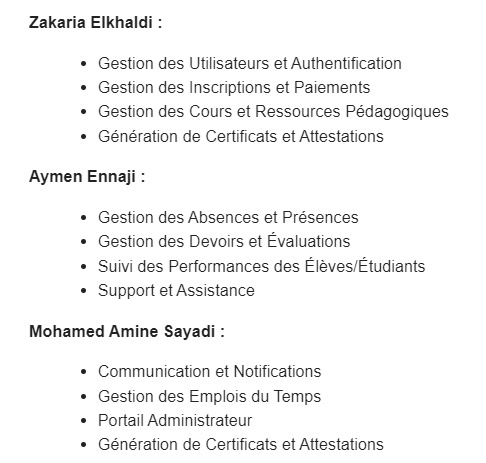 Zakaria Elkhaldi :
• Gestion des Utilisateurs et Authentification
• Gestion des Inscriptions et Paiements
• Gestion des Cours et Ressources Pédagogiques
• Génération de Certificats et Attestations
Aymen Ennaji :
• Gestion des Absences et Présences
• Gestion des Devoirs et Évaluations
• Suivi des Performances des Élèves/Étudiants
• Support et Assistance
Mohamed Amine Sayadi :
• Communication et Notifications
• Gestion des Emplois du Temps
• Portail Administrateur
• Génération de Certificats et Attestations